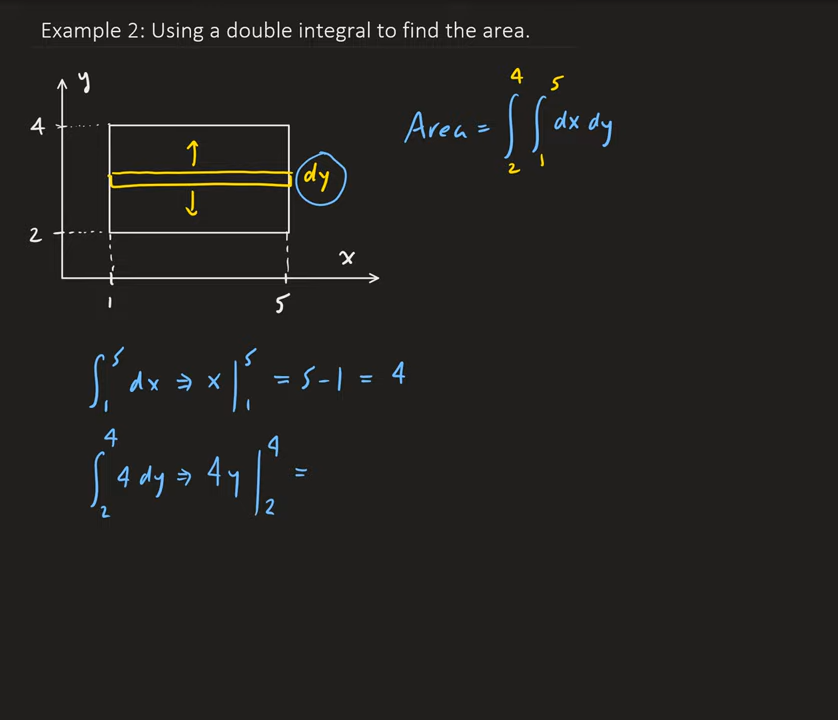 Example 2: Using a double integral to find the area.
y
4
2
dy
x
1 5
Area = ∫₂⁴ ∫₁⁵ dx dy
∫₁⁵ dx ⇒ x |₁⁵ = 5 - 1 = 4
∫₂⁴ 4 dy ⇒ 4y |₂⁴ =